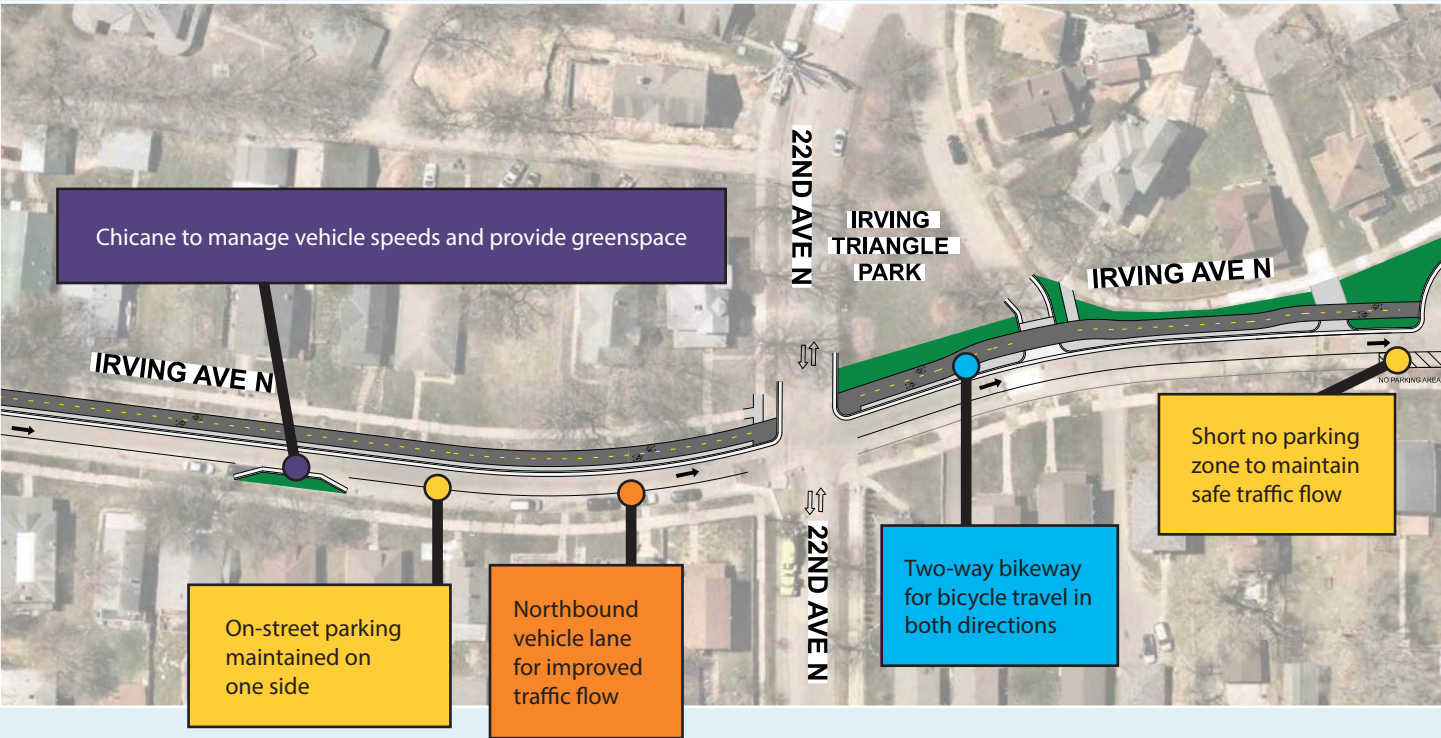 22ND AVE N
IRVING
TRIANGLE
PARK
Chicane to manage vehicle speeds and provide greenspace
IRVING AVE N
IRVING AVE N
NO PARKING AREA
Short no parking
zone to maintain
safe traffic flow
22ND AVE N
Two-way bikeway
for bicycle travel in
both directions
Northbound
vehicle lane
for improved
traffic flow
On-street parking
maintained on
one side